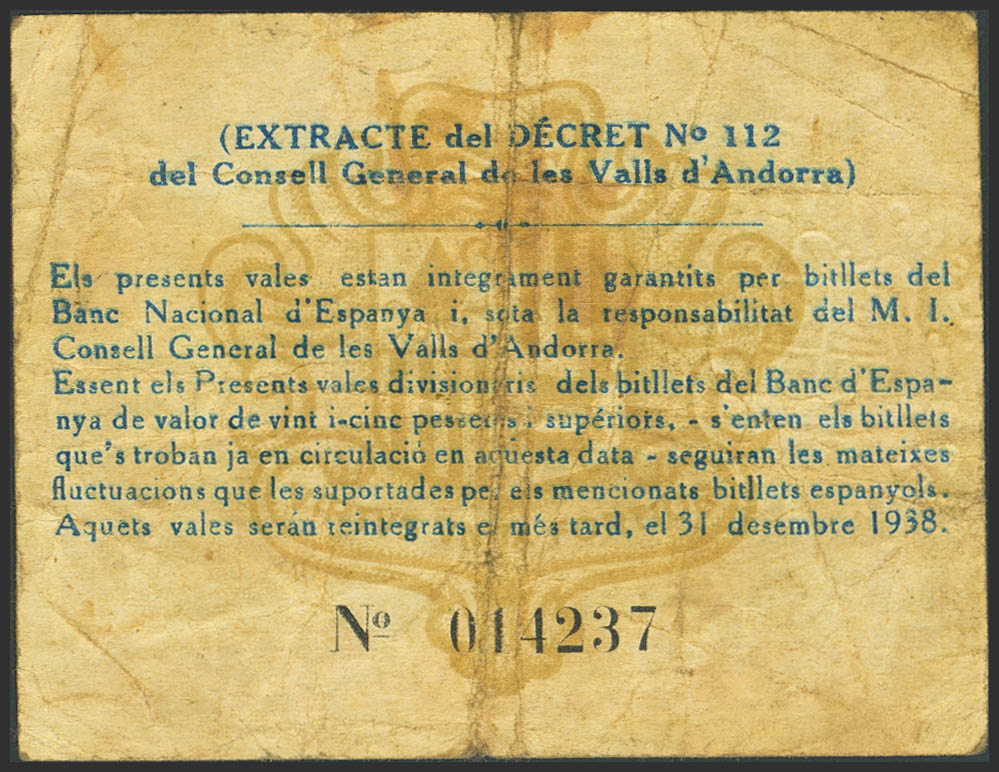 (EXTRACTE del DÉCRET Nº 112
del Consell General de les Valls d'Andorra)
Els presents vales estan integrament garantits per bitllets del
Banc Nacional d'Espanya i, sota la responsabilitat del M. I.
Consell General de les Valls d'Andorra.
Essent els Presents vales divisionaris dels bitllets del Banc d'Espa-
nya de valor de vint i-cinc pessetes i supériors, - s'enten els bitllets
que's troban ja en circulació en aquesta data - seguiran les mateixes
fluctuacions que les suportades per els mencionats bitllets espanyols.
Aquets vales serán reintegrats el més tard, el 31 desembre 1938.
Nº 014237